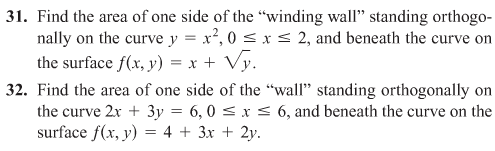 31. Find the area of one side of the “winding wall” standing orthogo-
nally on the curve y = x², 0 ≤ x ≤ 2, and beneath the curve on
the surface f(x, y) = x + √y.
32. Find the area of one side of the “wall” standing orthogonally on
the curve 2x + 3y = 6, 0 ≤ x ≤ 6, and beneath the curve on the
surface f(x, y) = 4 + 3x + 2y.